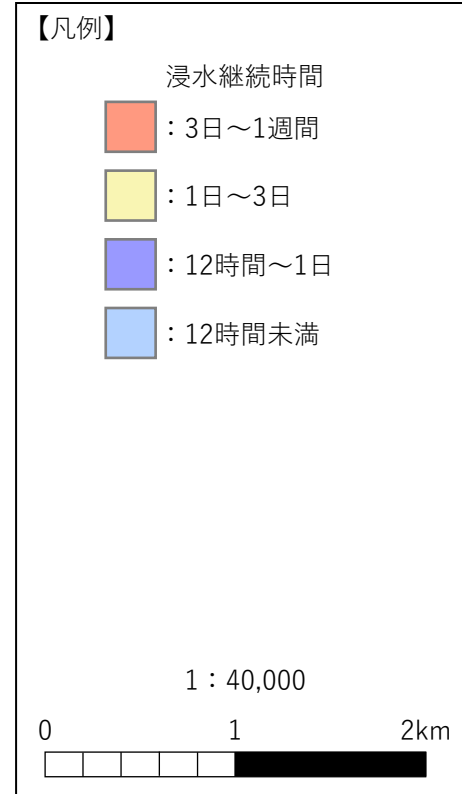 【凡例】
浸水継続時間
：3日～1週間
：1日～3日
：12時間～1日
：12時間未満
1：40,000
0 1 2km